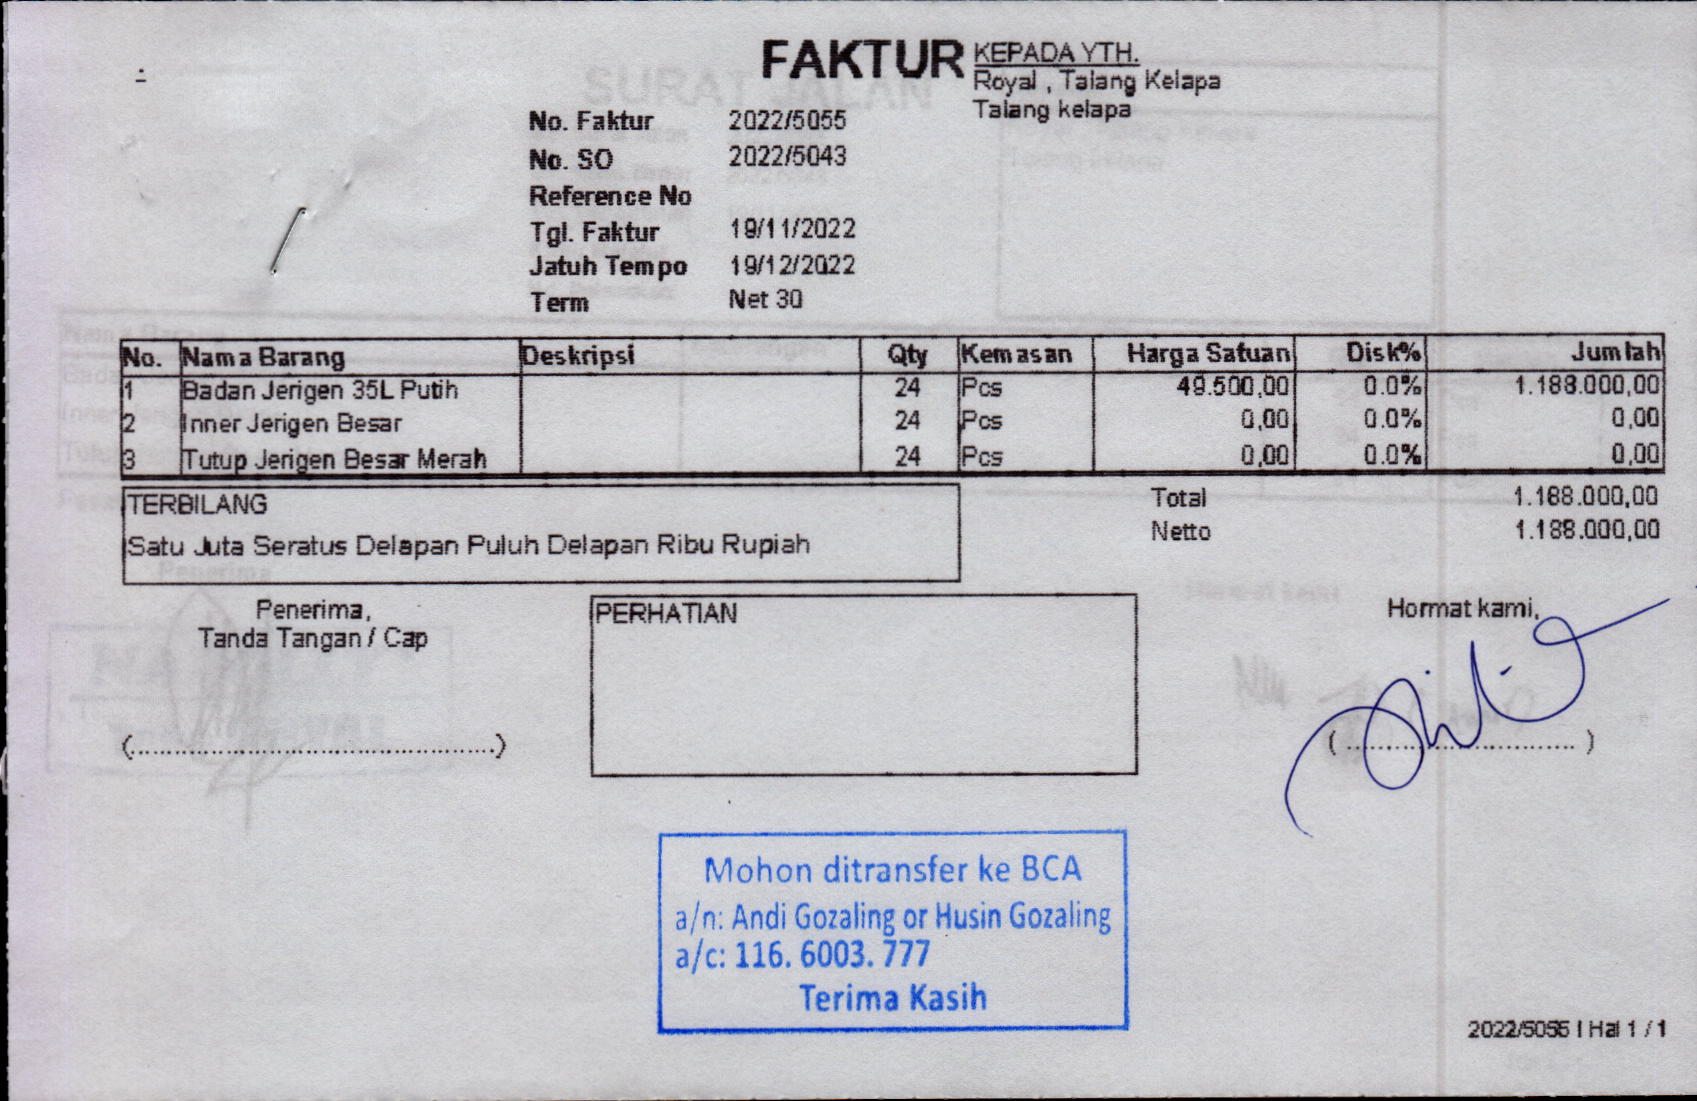 FAKTUR
KEPADA YTH.
Royal , Talang Kelapa
Talang kelapa
No. Faktur 2022/5055
No. SO 2022/5043
Reference No
Tgl. Faktur 19/11/2022
Jatuh Tempo 19/12/2022
Term Net 30
No. Nama Barang Deskripsi Qty Kemasan Harga Satuan Disk% Jumlah
1 Badan Jerigen 35L Putih 24 Pcs 49.500,00 0.0% 1.188.000,00
2 Inner Jerigen Besar 24 Pcs 0,00 0.0% 0,00
3 Tutup Jerigen Besar Merah 24 Pcs 0,00 0.0% 0,00
TERBILANG
Satu Juta Seratus Delapan Puluh Delapan Ribu Rupiah
Total 1.188.000,00
Netto 1.188.000,00
Penerima,
Tanda Tangan / Cap
(............................................)
PERHATIAN
Hormat kami,
( ............................ )
Mohon ditransfer ke BCA
a/n: Andi Gozaling or Husin Gozaling
a/c: 116. 6003. 777
Terima Kasih
2022/5055 | Hal 1 / 1